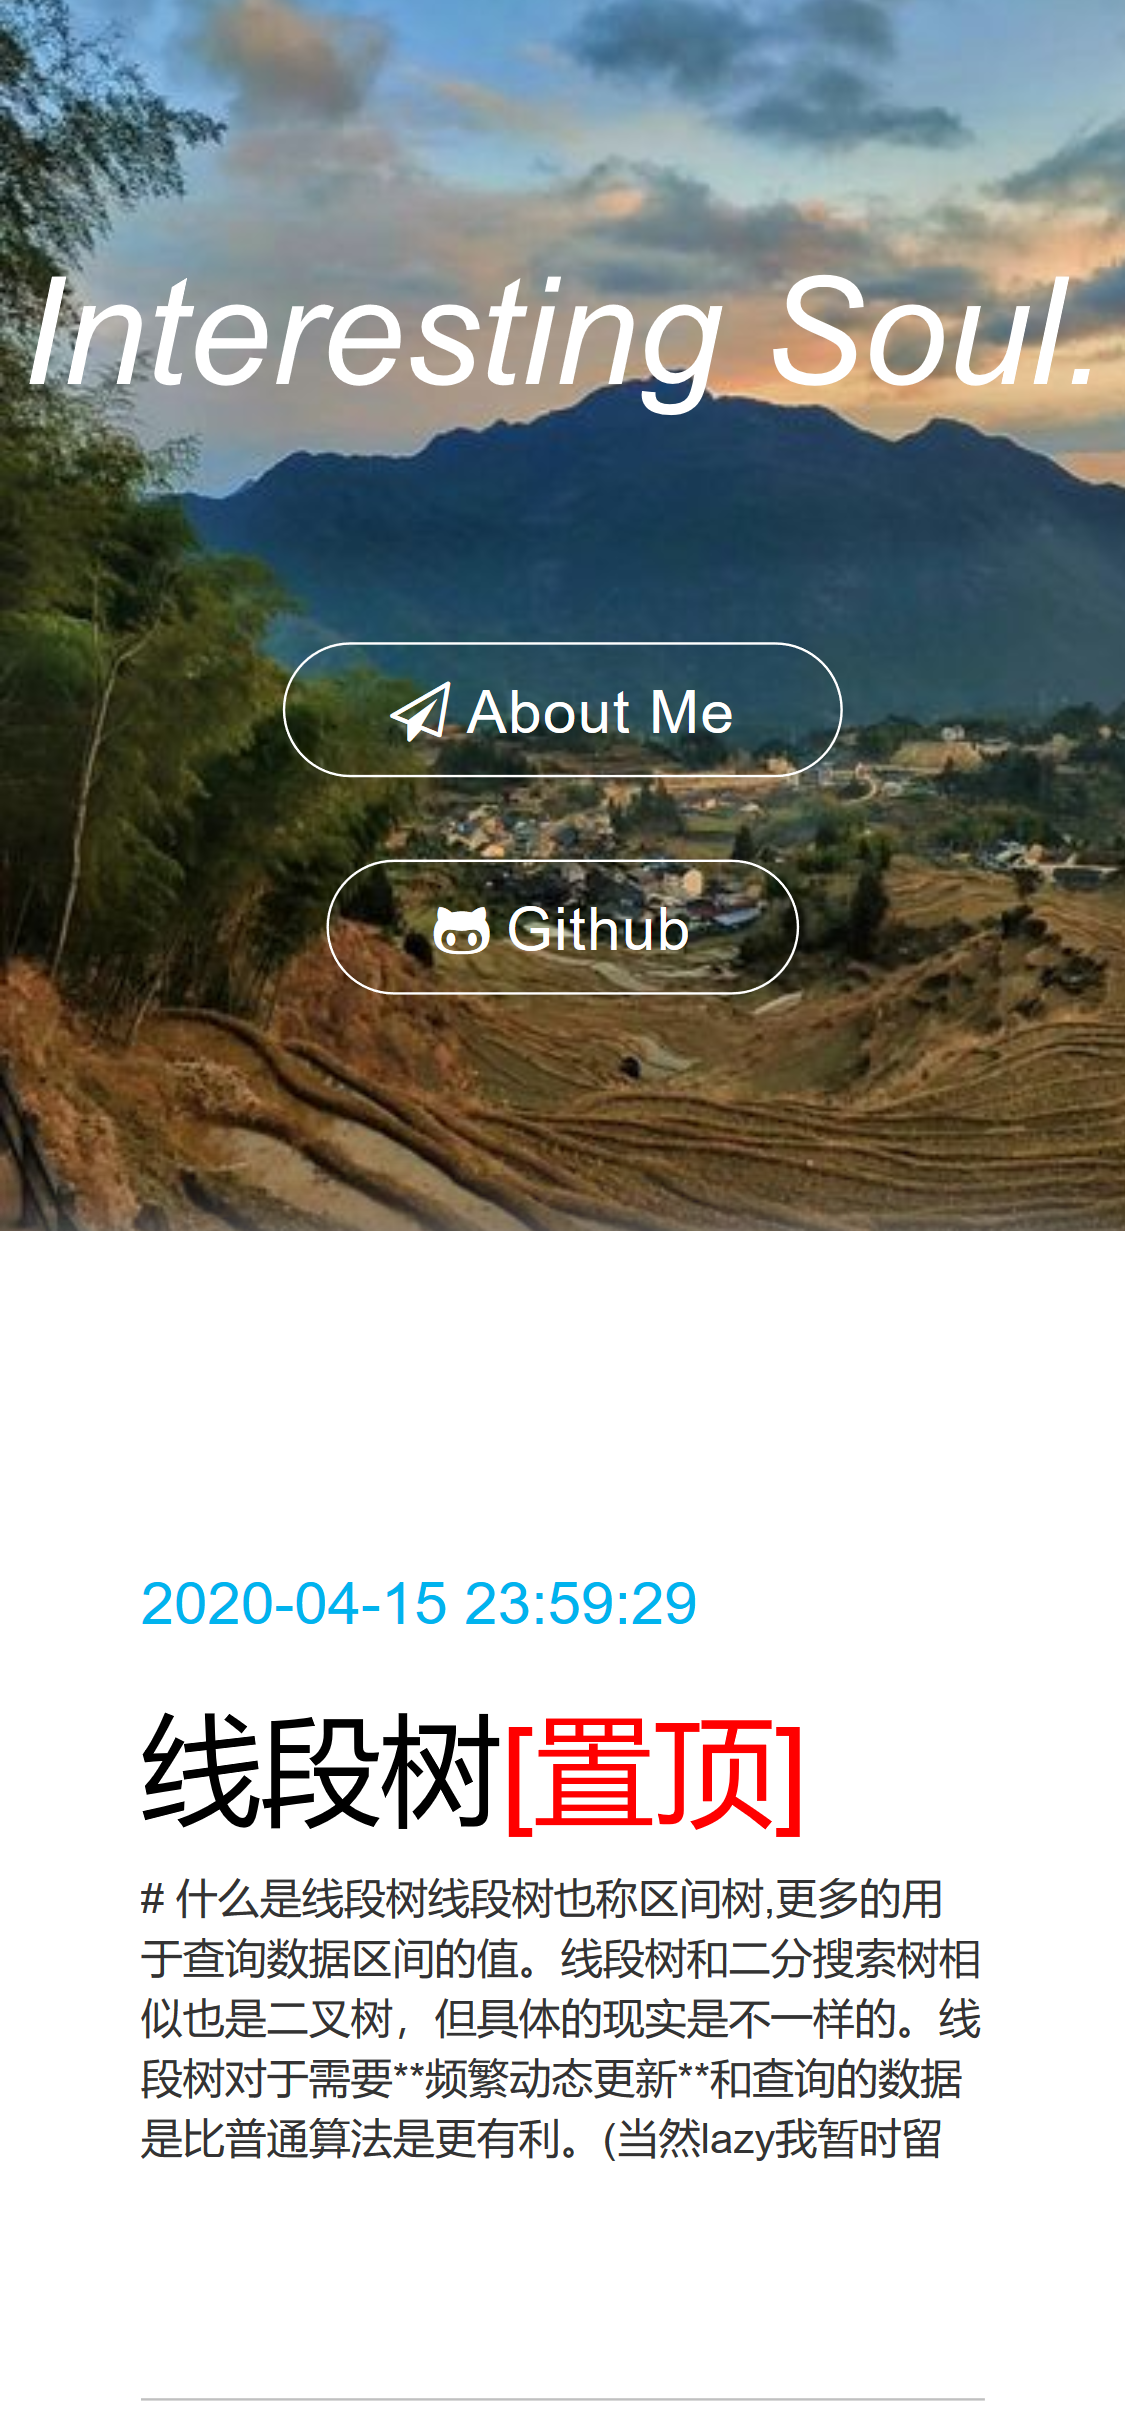 Interesting Soul.
About Me
Github
2020-04-15 23:59:29
线段树[置顶]
# 什么是线段树线段树也称区间树,更多的用
于查询数据区间的值。线段树和二分搜索树相
似也是二叉树，但具体的现实是不一样的。线
段树对于需要**频繁动态更新**和查询的数据
是比普通算法是更有利。(当然lazy我暂时留